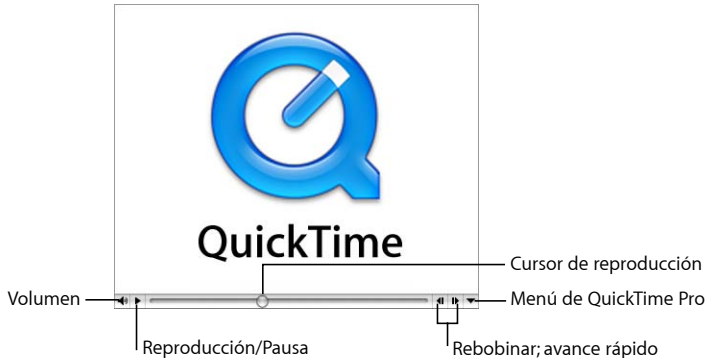 QuickTime
Cursor de reproducción
Volumen
Menú de QuickTime Pro
Reproducción/Pausa
Rebobinar; avance rápido